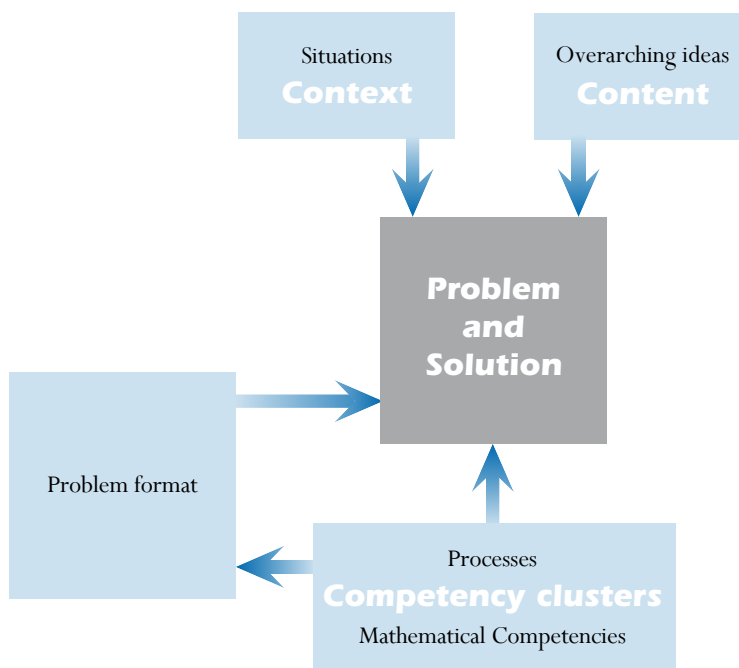 Situations
Context
Overarching ideas
Content
Problem
and
Solution
Problem format
Processes
Competency clusters
Mathematical Competencies